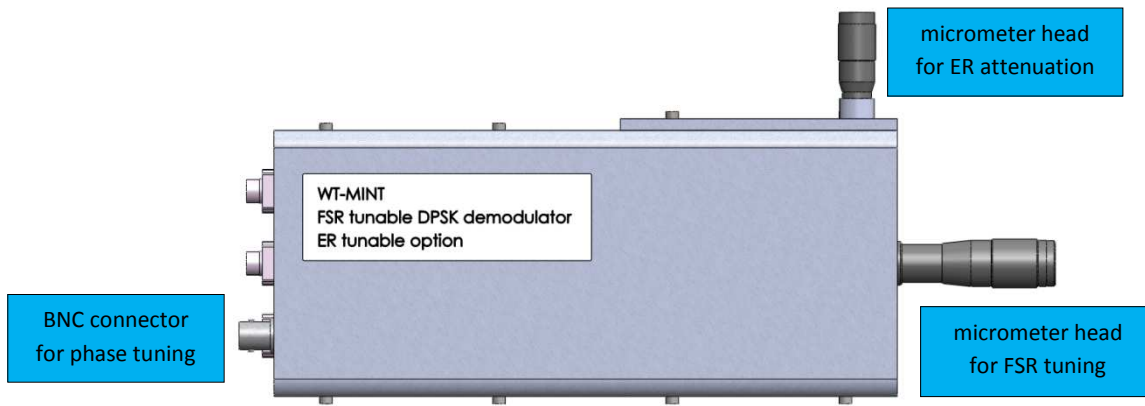 micrometer head
for ER attenuation
WT-MINT
FSR tunable DPSK demodulator
ER tunable option
BNC connector
for phase tuning
micrometer head
for FSR tuning